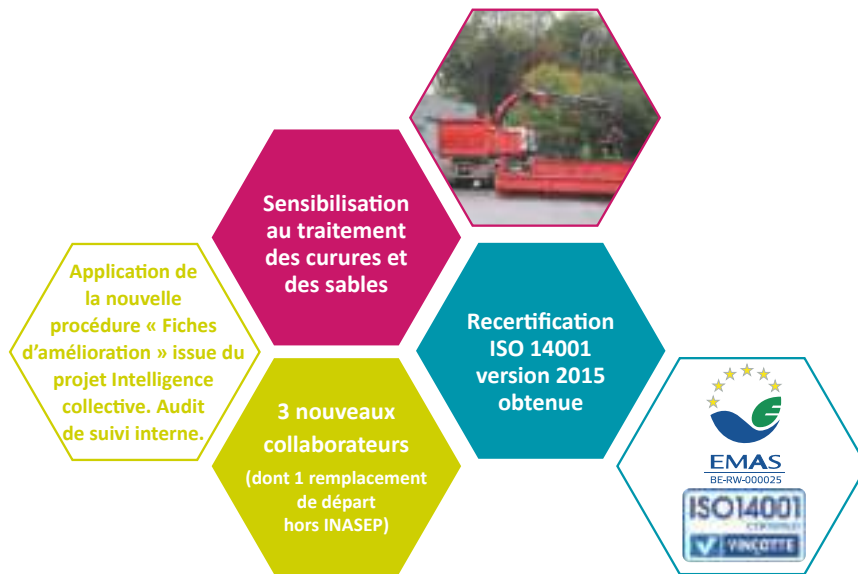 Sensibilisation
au traitement
des curures et
des sables
Application de
la nouvelle
procédure « Fiches
d'amélioration » issue du
projet Intelligence
collective. Audit
de suivi interne.
Recertification
ISO 14001
version 2015
obtenue
3 nouveaux
collaborateurs
(dont 1 remplacement
de départ
hors INASEP)
EMAS
BE-RW-000025
ISO14001
VINÇOTTE